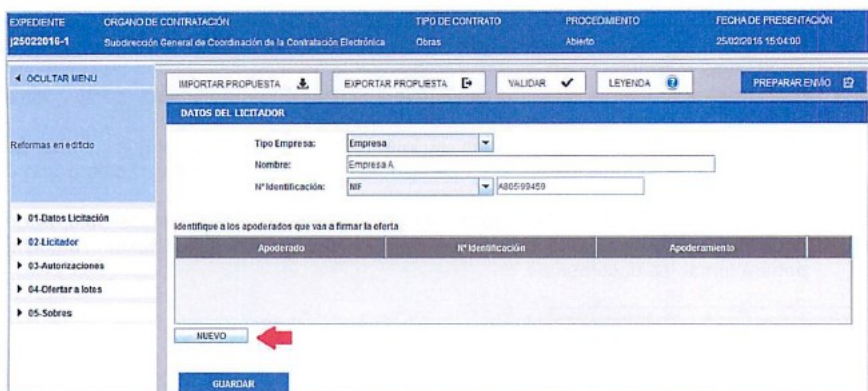 EXPEDIENTE ORGANO DE CONTRATACIÓN TIPO DE CONTRATO PROCEDIMIENTO FECHA DE PRESENTACIÓN
j25022016-1 Subdirección General de Coordinación de la Contratación Electrónica Obras Abierto 25/02/2016 15:04:00
OCULTAR MENU IMPORTAR PROPUESTA EXPORTAR PROPUESTA VALIDAR LEYENDA ? PREPARAR ENVÍO
DATOS DEL LICITADOR
Reformas en edificio
Tipo Empresa: Empresa
Nombre: Empresa A
Nº Identificación: NIF A80599459
01-Datos Licitación
02-Licitador
03-Autorizaciones
04-Ofertar a lotes
05-Sobres
Identifique a los apoderados que van a firmar la oferta
Apoderado Nº Identificación Apoderamiento
NUEVO
GUARDAR